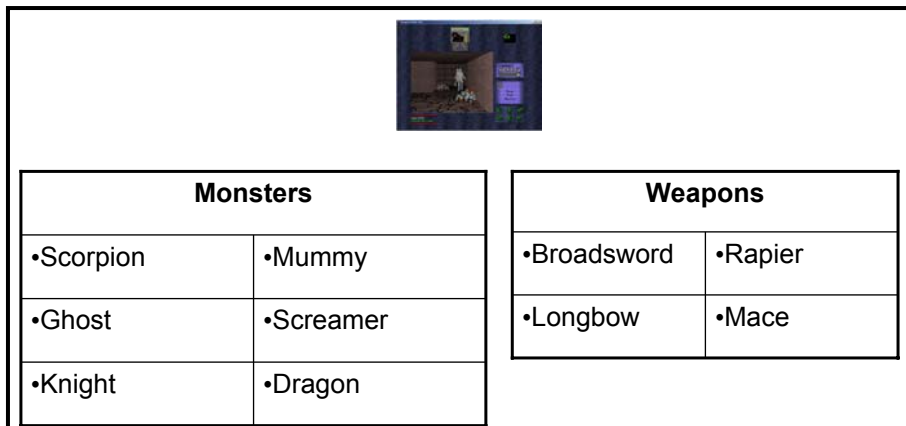 Monsters
•Scorpion •Mummy
•Ghost •Screamer
•Knight •Dragon
Weapons
•Broadsword •Rapier
•Longbow •Mace